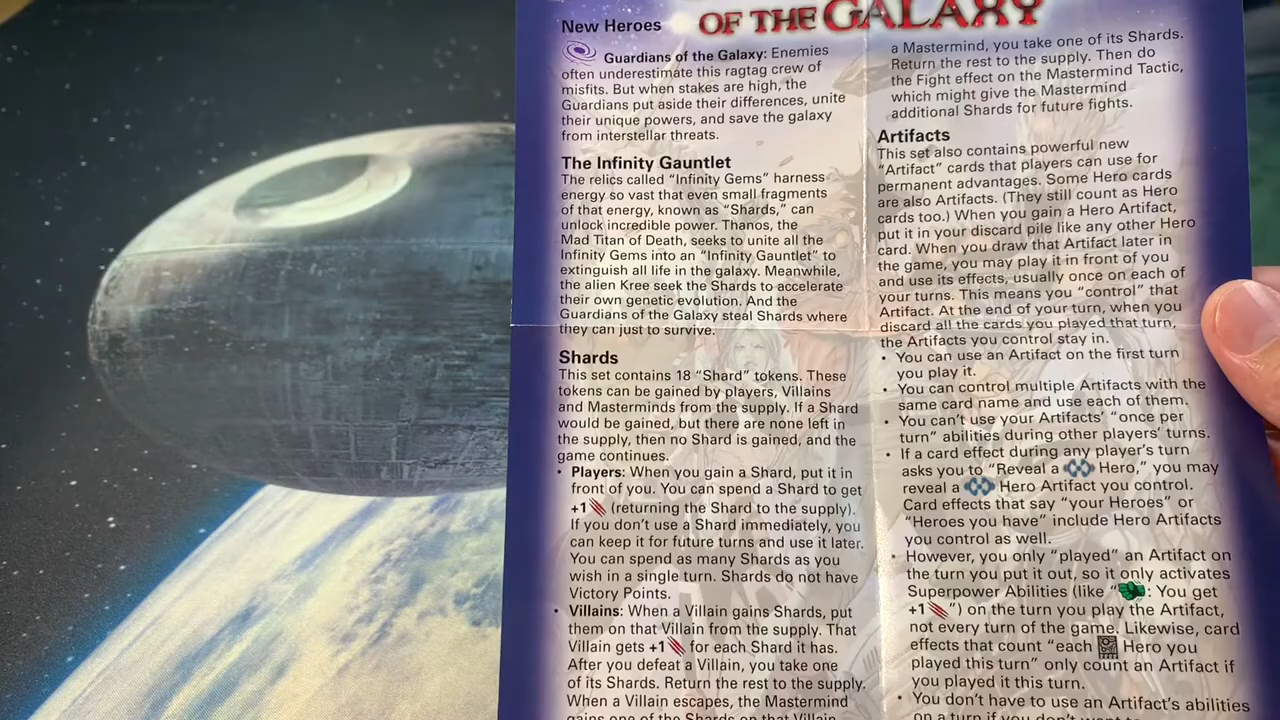 OF THE GALAXY
New Heroes
Guardians of the Galaxy: Enemies
often underestimate this ragtag crew of
misfits. But when stakes are high, the
Guardians put aside their differences, unite
their unique powers, and save the galaxy
from interstellar threats.
The Infinity Gauntlet
The relics called “Infinity Gems” harness
energy so vast that even small fragments
of that energy, known as “Shards,” can
unlock incredible power. Thanos, the
Mad Titan of Death, seeks to unite all the
Infinity Gems into an “Infinity Gauntlet” to
extinguish all life in the galaxy. Meanwhile,
the alien Kree seek the Shards to accelerate
their own genetic evolution. And the
Guardians of the Galaxy steal Shards where
they can just to survive.
Shards
This set contains 18 “Shard” tokens. These
tokens can be gained by players, Villains
and Masterminds from the supply. If a Shard
would be gained, but there are none left in
the supply, then no Shard is gained, and the
game continues.
• Players: When you gain a Shard, put it in
front of you. You can spend a Shard to get
+1 (returning the Shard to the supply).
If you don’t use a Shard immediately, you
can keep it for future turns and use it later.
You can spend as many Shards as you
wish in a single turn. Shards do not have
Victory Points.
• Villains: When a Villain gains Shards, put
them on that Villain from the supply. That
Villain gets +1 for each Shard it has.
After you defeat a Villain, you take one
of its Shards. Return the rest to the supply.
When a Villain escapes, the Mastermind
gains one of the Shards on that Villain
a Mastermind, you take one of its Shards.
Return the rest to the supply. Then do
the Fight effect on the Mastermind Tactic,
which might give the Mastermind
additional Shards for future fights.
Artifacts
This set also contains powerful new
“Artifact” cards that players can use for
permanent advantages. Some Hero cards
are also Artifacts. (They still count as Hero
cards too.) When you gain a Hero Artifact,
put it in your discard pile like any other Hero
card. When you draw that Artifact later in
the game, you may play it in front of you
and use its effects, usually once on each of
your turns. This means you “control” that
Artifact. At the end of your turn, when you
discard all the cards you played that turn,
the Artifacts you control stay in.
• You can use an Artifact on the first turn
you play it.
• You can control multiple Artifacts with the
same card name and use each of them.
• You can’t use your Artifacts’ “once per
turn” abilities during other players’ turns.
• If a card effect during any player’s turn
asks you to “Reveal a Hero,” you may
reveal a Hero Artifact you control.
Card effects that say “your Heroes” or
“Heroes you have” include Hero Artifacts
you control as well.
• However, you only “played” an Artifact on
the turn you put it out, so it only activates
Superpower Abilities (like “ : You get
+1 ”) on the turn you play the Artifact,
not every turn of the game. Likewise, card
effects that count “each Hero you
played this turn” only count an Artifact if
you played it this turn.
• You don’t have to use an Artifact’s abilities
on a turn if you don’t want to